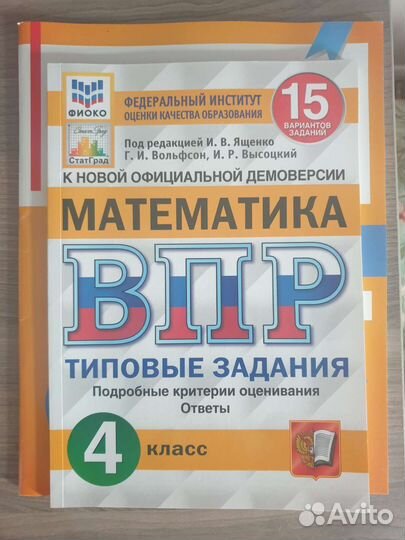 ФИОКО
СтатГрад
ФЕДЕРАЛЬНЫЙ ИНСТИТУТ
ОЦЕНКИ КАЧЕСТВА ОБРАЗОВАНИЯ
15
ВАРИАНТОВ
ЗАДАНИЙ
Под редакцией И. В. Ященко
Г. И. Вольфсон, И. Р. Высоцкий
К НОВОЙ ОФИЦИАЛЬНОЙ ДЕМОВЕРСИИ
МАТЕМАТИКА
ВПР
ТИПОВЫЕ ЗАДАНИЯ
Подробные критерии оценивания
Ответы
4 класс
Avito